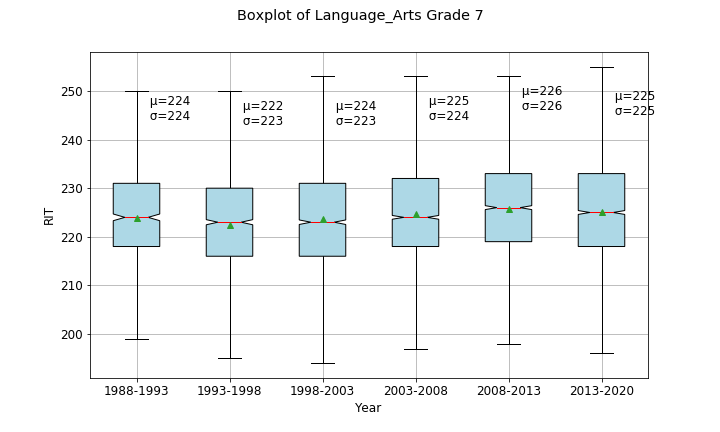 Boxplot of Language_Arts Grade 7
250
240
230
220
210
200
RIT
μ=224
σ=224
μ=222
σ=223
μ=224
σ=223
μ=225
σ=224
μ=226
σ=226
μ=225
σ=225
1988-1993
1993-1998
1998-2003
2003-2008
2008-2013
2013-2020
Year